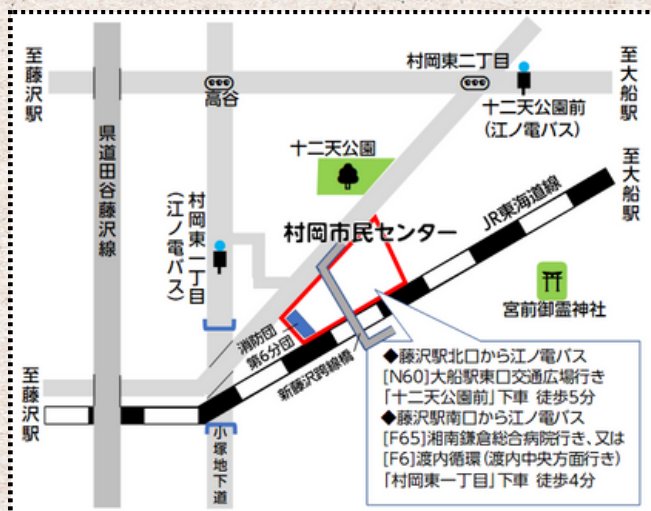 至藤沢駅
県道田谷藤沢線
高谷
村岡東二丁目
十二天公園前
(江ノ電バス)
至大船駅
十二天公園
至大船駅
村岡東一丁目
(江ノ電バス)
村岡市民センター
JR東海道線
宮前御霊神社
消防団
第6分団
新藤沢跨線橋
至藤沢駅
小塚地下道
◆藤沢駅北口から江ノ電バス
[N60]大船駅東口交通広場行き
「十二天公園前」下車 徒歩5分
◆藤沢駅南口から江ノ電バス
[F65]湘南鎌倉総合病院行き、又は
[F6]渡内循環(渡内中央方面行き)
「村岡東一丁目」下車 徒歩4分